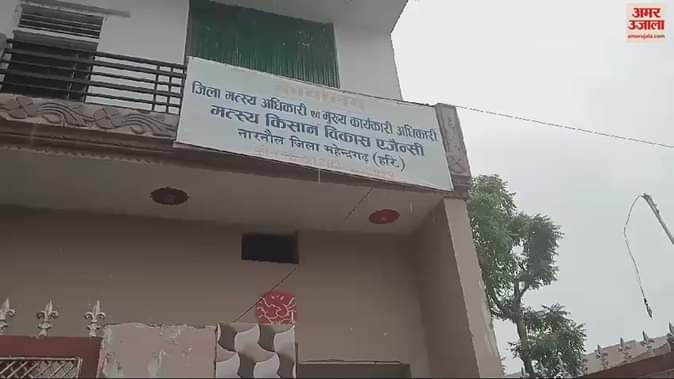 अमर उजाला
amarujala.com
कार्यालय
जिला मत्स्य अधिकारी एवं मुख्य कार्यकारी अधिकारी
मत्स्य किसान विकास एजैन्सी
नारनौल जिला महेन्द्रगढ़ (हरि.)